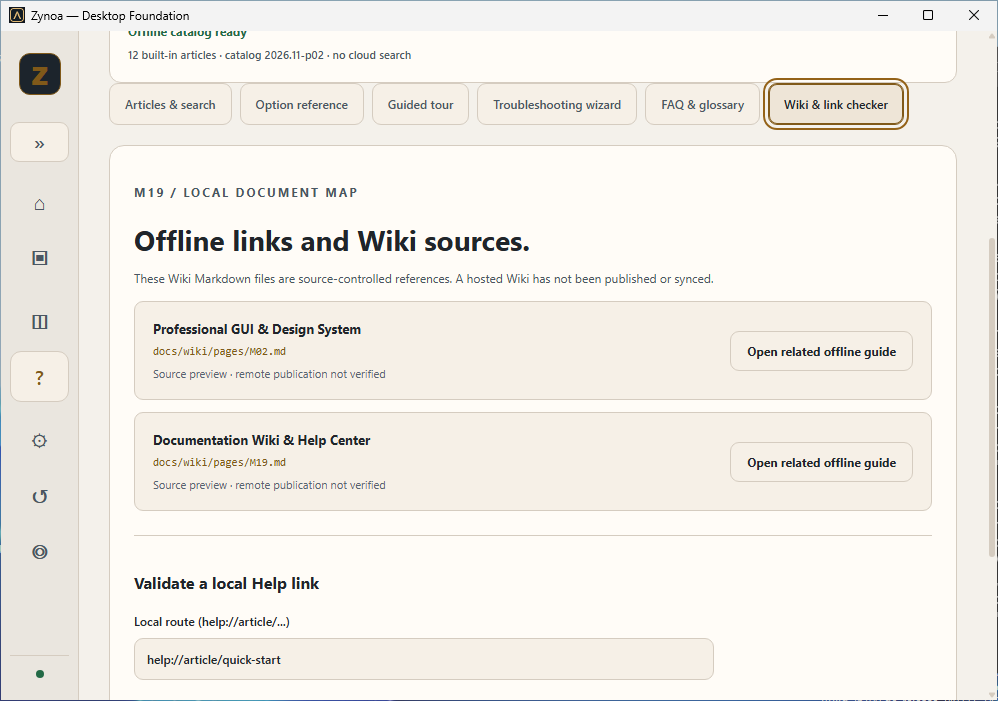 Zynoa — Desktop Foundation
Z
»
?
Offline catalog ready
12 built-in articles · catalog 2026.11-p02 · no cloud search
Articles & search
Option reference
Guided tour
Troubleshooting wizard
FAQ & glossary
Wiki & link checker
M19 / LOCAL DOCUMENT MAP
Offline links and Wiki sources.
These Wiki Markdown files are source-controlled references. A hosted Wiki has not been published or synced.
Professional GUI & Design System
docs/wiki/pages/M02.md
Source preview · remote publication not verified
Open related offline guide
Documentation Wiki & Help Center
docs/wiki/pages/M19.md
Source preview · remote publication not verified
Open related offline guide
Validate a local Help link
Local route (help://article/...)
help://article/quick-start